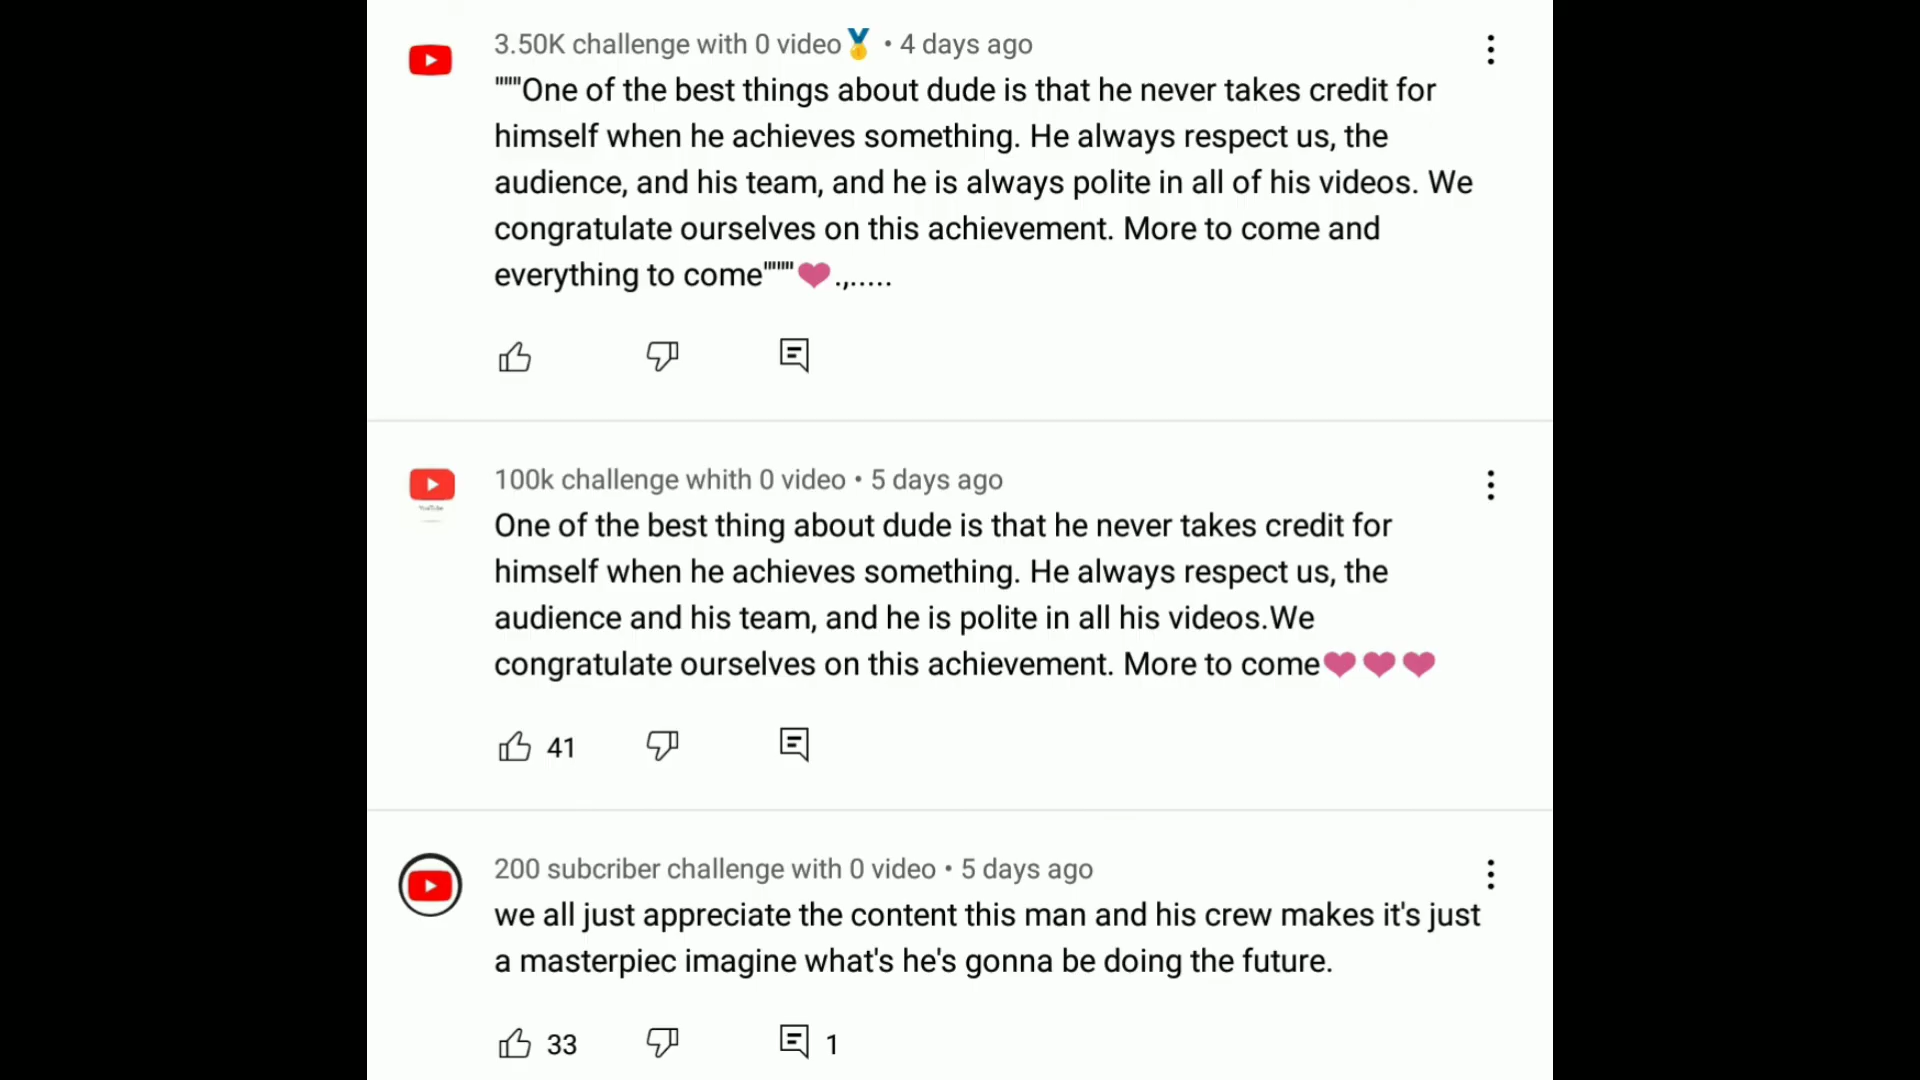 3.50K challenge with 0 video🏅 • 4 days ago
""""One of the best things about dude is that he never takes credit for
himself when he achieves something. He always respect us, the
audience, and his team, and he is always polite in all of his videos. We
congratulate ourselves on this achievement. More to come and
everything to come""""❤.,.....
100k challenge whith 0 video • 5 days ago
YouTube
One of the best thing about dude is that he never takes credit for
himself when he achieves something. He always respect us, the
audience and his team, and he is polite in all his videos.We
congratulate ourselves on this achievement. More to come❤❤❤
41
200 subcriber challenge with 0 video • 5 days ago
we all just appreciate the content this man and his crew makes it's just
a masterpiec imagine what's he's gonna be doing the future.
33 1